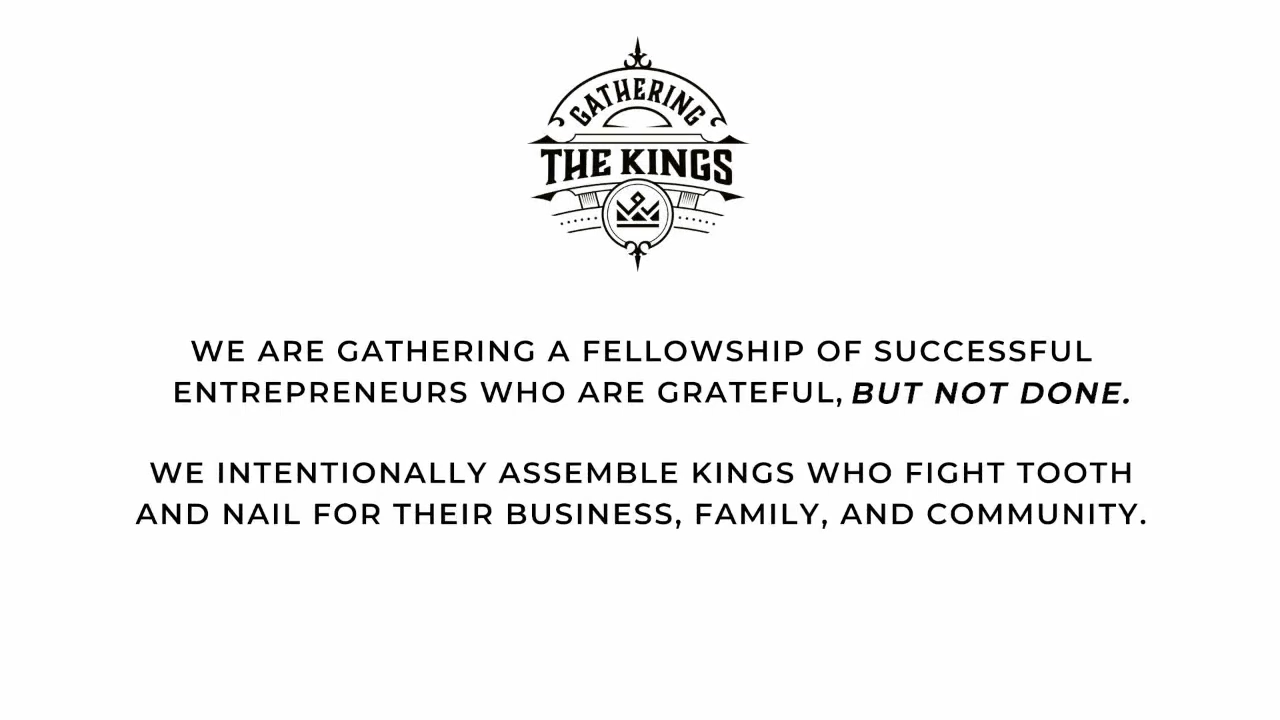 GATHERING
THE KINGS
WE ARE GATHERING A FELLOWSHIP OF SUCCESSFUL
ENTREPRENEURS WHO ARE GRATEFUL, BUT NOT DONE.
WE INTENTIONALLY ASSEMBLE KINGS WHO FIGHT TOOTH
AND NAIL FOR THEIR BUSINESS, FAMILY, AND COMMUNITY.